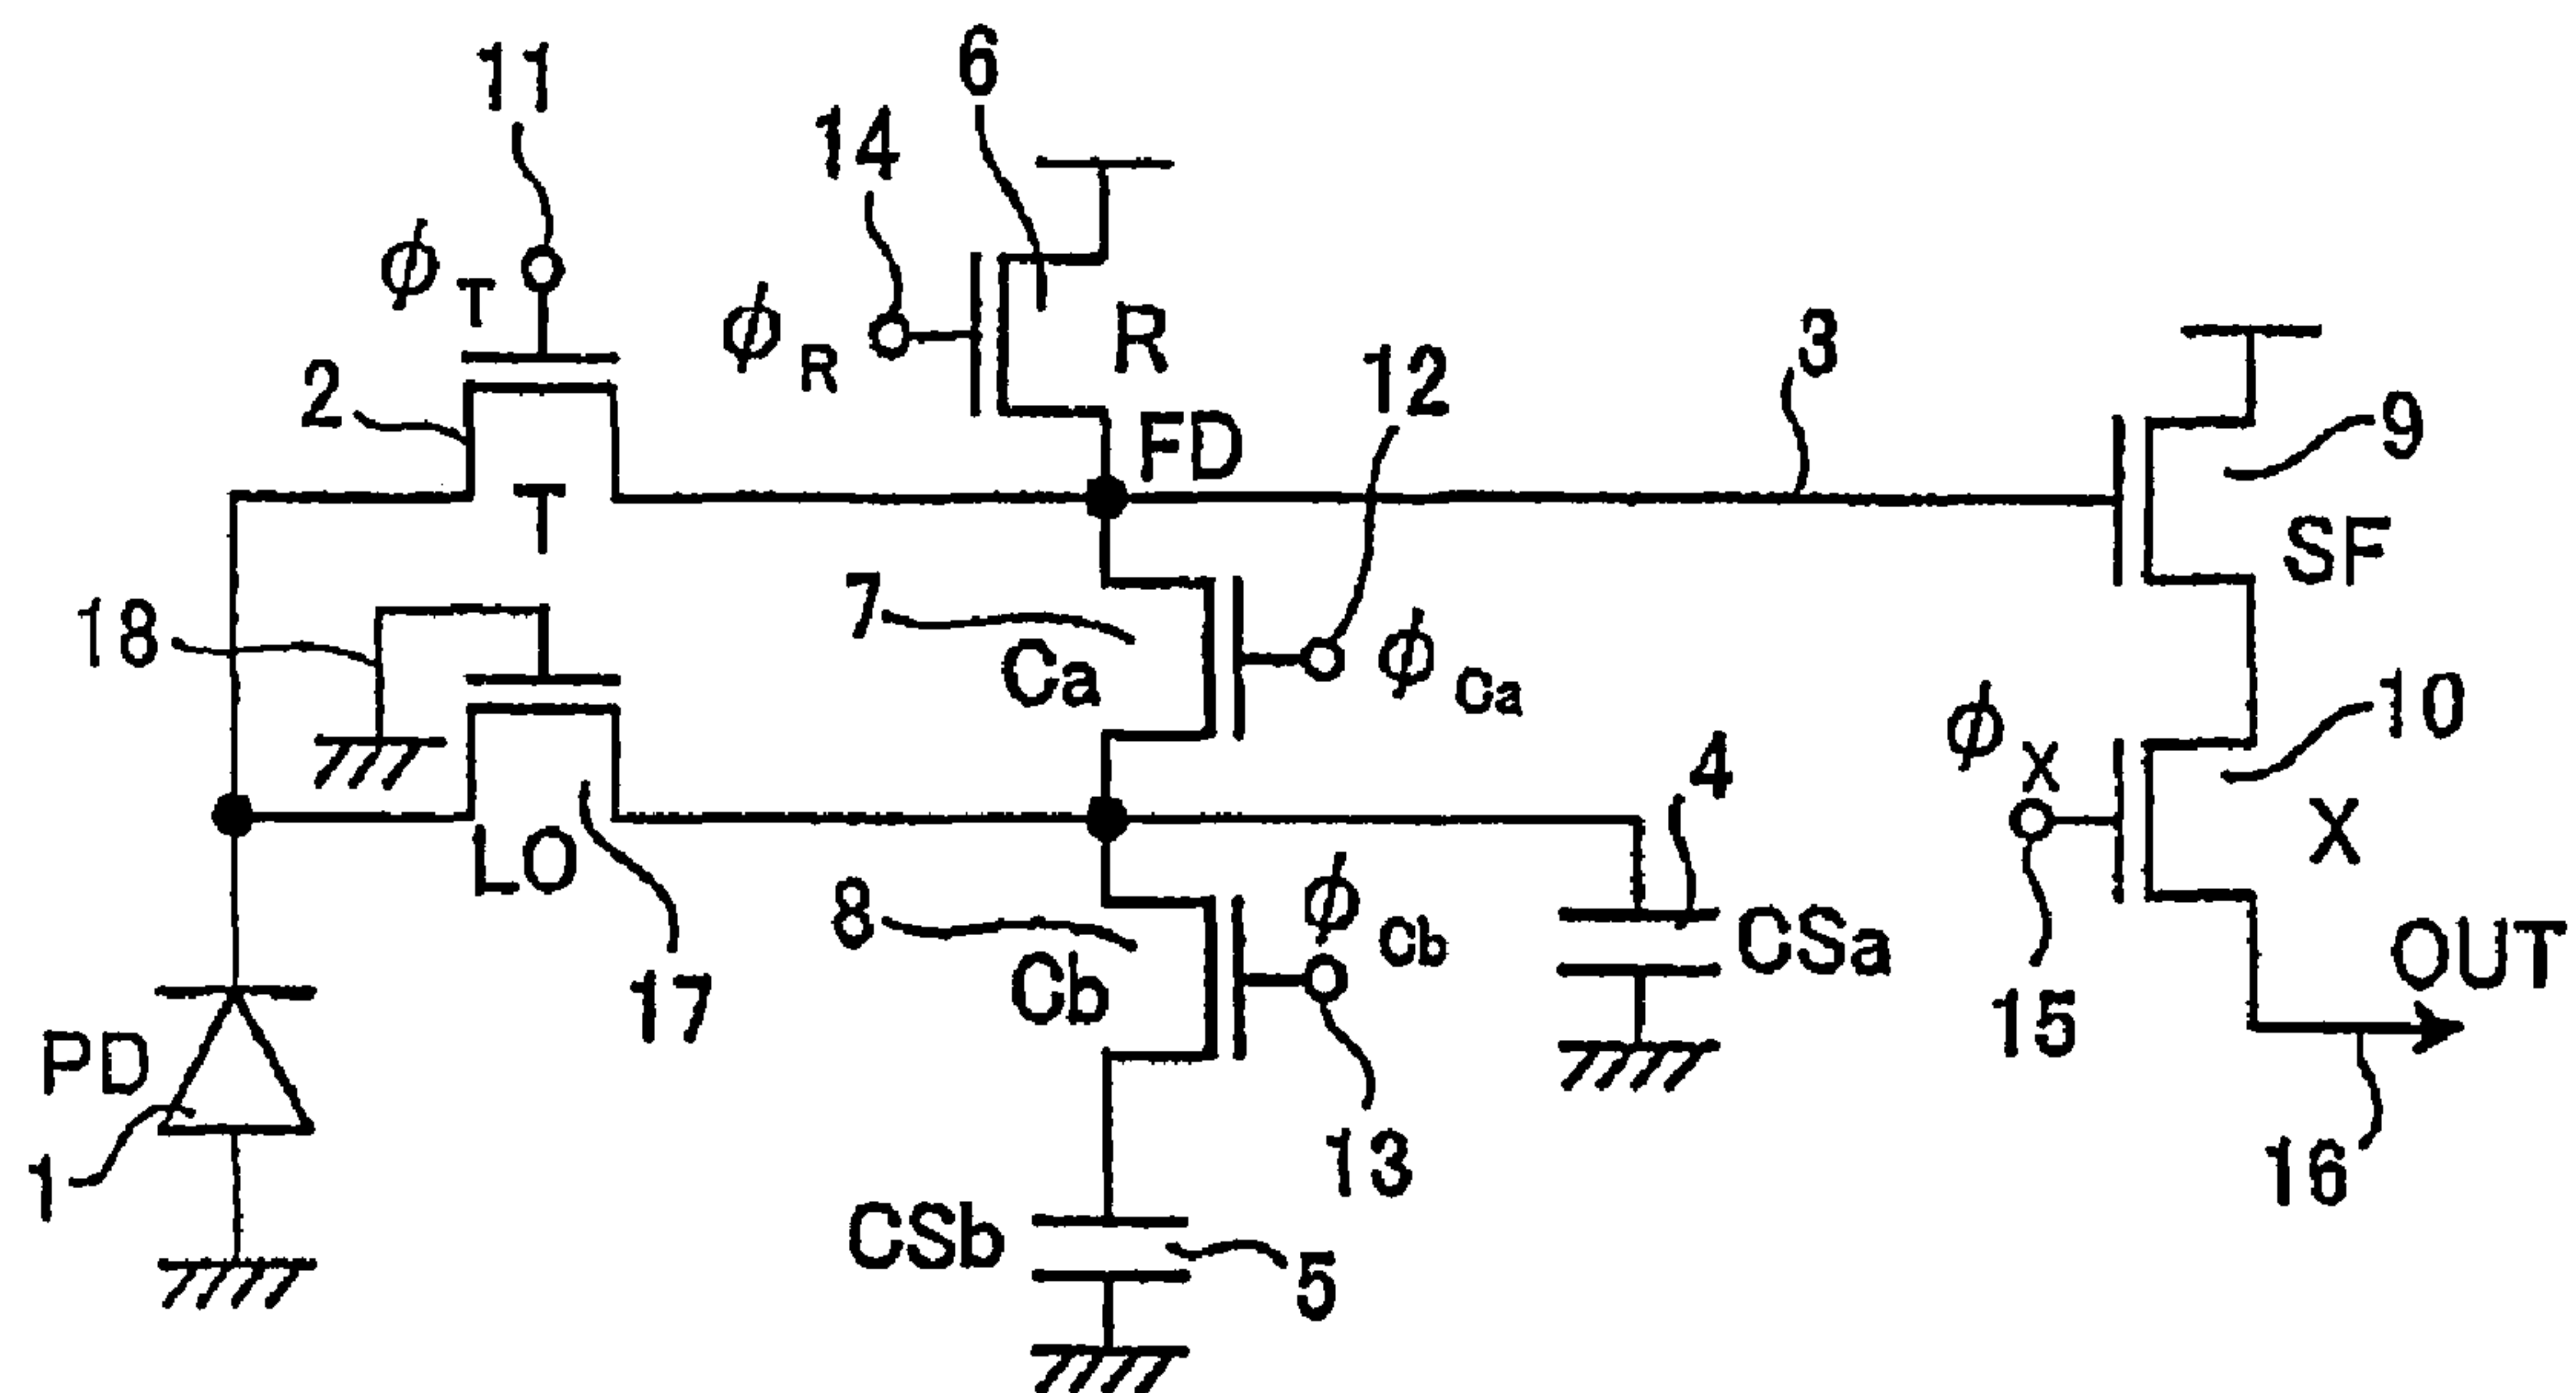 11
6
14
ϕT
ϕR
R
2
12
3
FD
9
T
SF
18
7
Ca
ϕCa
10
ϕX
4
X
LO
8
ϕCb
CSa
OUT
17
Cb
15
PD
1
13
16
CSb
5